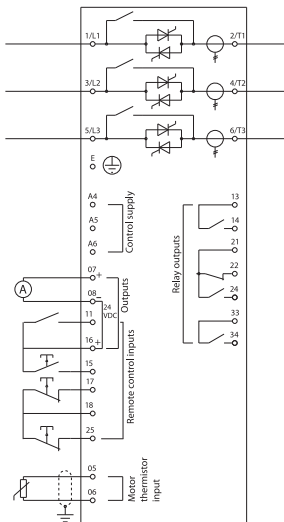 1/L1 2/T1
3/L2 4/T2
5/L3 6/T3
E
A4
A5
A6
Control supply
07 +
08 -
A
24
VDC
Outputs
11
16 +
15
17
18
25
Remote control inputs
05
06
Motor
thermistor
input
13
14
21
22
24
33
34
Relay outputs